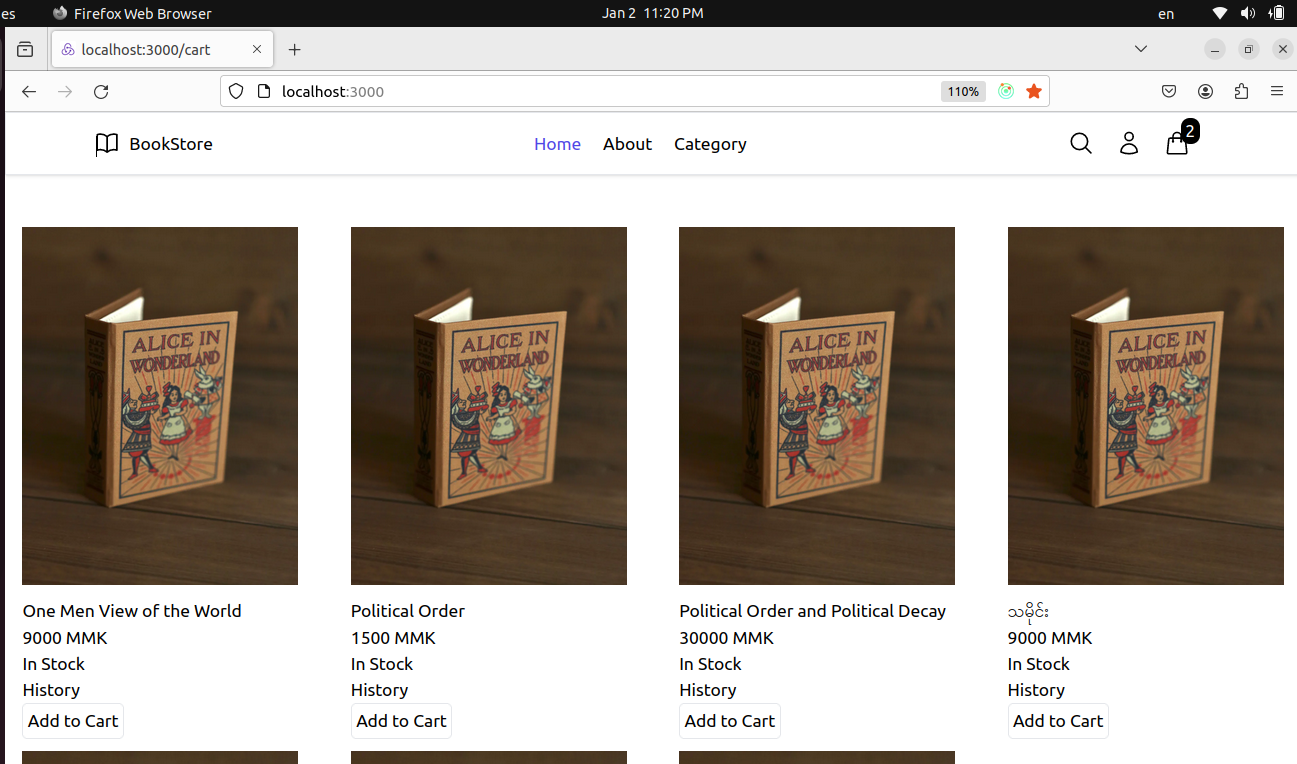 es Firefox Web Browser Jan 2 11:20 PM en
localhost:3000/cart
localhost:3000 110%
BookStore Home About Category 2
ALICE IN ALICE IN ALICE IN ALICE IN
WONDERLAND WONDERLAND WONDERLAND WONDERLAND
One Men View of the World Political Order Political Order and Political Decay သမိုင်း
9000 MMK 1500 MMK 30000 MMK 9000 MMK
In Stock In Stock In Stock In Stock
History History History History
Add to Cart Add to Cart Add to Cart Add to Cart